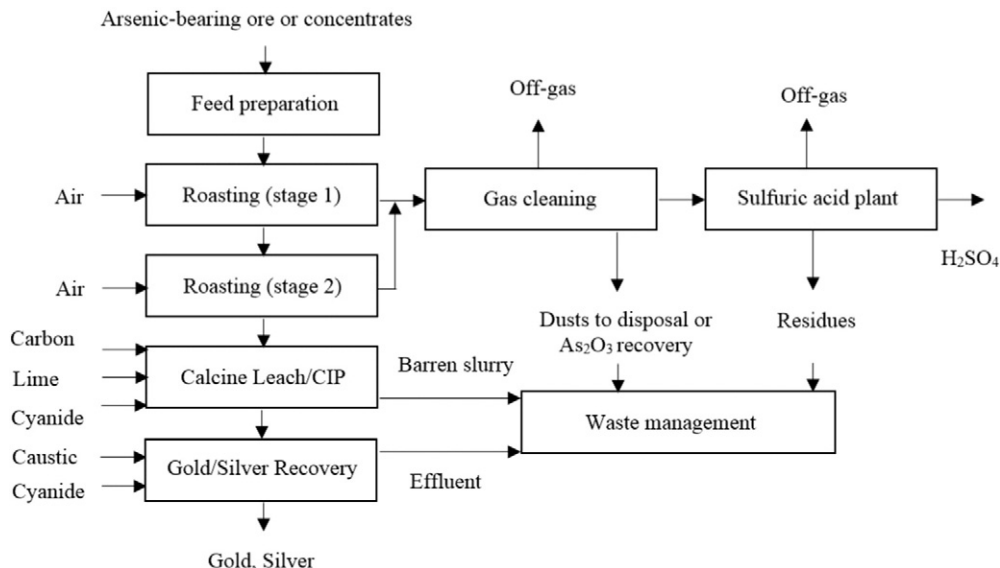 Arsenic-bearing ore or concentrates
Feed preparation
Off-gas
Off-gas
Air
Roasting (stage 1)
Gas cleaning
Sulfuric acid plant
H₂SO₄
Air
Roasting (stage 2)
Dusts to disposal or
As₂O₃ recovery
Residues
Carbon
Lime
Cyanide
Calcine Leach/CIP
Barren slurry
Waste management
Caustic
Cyanide
Gold/Silver Recovery
Effluent
Gold, Silver